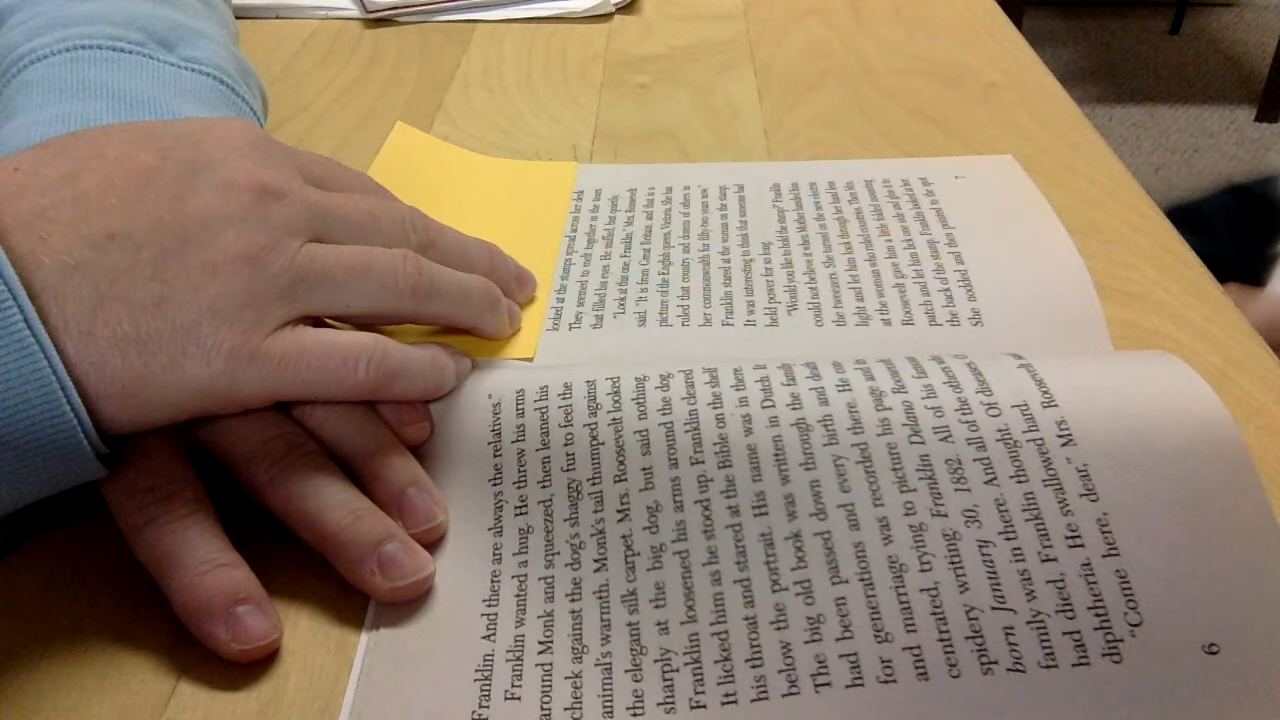 Franklin. And there are always the relatives."
Franklin wanted a hug. He threw his arms
around Monk and squeezed, then leaned his
cheek against the dog's shaggy fur to feel the
animal's warmth. Monk's tail thumped against
the elegant silk carpet. Mrs. Roosevelt looked
sharply at the big dog, but said nothing.
Franklin loosened his arms around the dog.
It licked him as he stood up. Franklin cleared
his throat and stared at the Bible on the shelf
below the portrait. His name was in there.
The big old book was written in Dutch. It
had been passed down through the family
for generations and every birth and death
and marriage was recorded there. He con-
centrated, trying to picture his page and
spidery writing: Franklin Delano Roosevelt
born January 30, 1882. All of his famous
family was in there. And all of the others who
had died, Franklin thought. Of diseases
diphtheria. He swallowed hard.
"Come here, dear," Mrs. Roosevelt
6
looked at the stamps spread across her desk
They seemed to melt together in the tears
that filled his eyes. He sniffled but quietly.
"Look at this one, Franklin," Mrs. Roosevelt
said. "It is from Great Britain, and that is a
picture of the English queen, Victoria. She has
ruled that country and dozens of others in
her commonwealth for fifty-two years now."
Franklin stared at the woman on the stamp.
It was interesting to think that someone had
held power for so long.
"Would you like to hold the stamp?" Franklin
could not believe it when Mother handed him
the tweezers. She turned on the new electric
light and let him look through her hand lens
at the woman who ruled countries. Then Mrs.
Roosevelt gave him a little folded mounting
patch and let him lick one side and glue it to
the back of the stamp. Franklin looked at her.
She nodded and then pointed to the spot
7